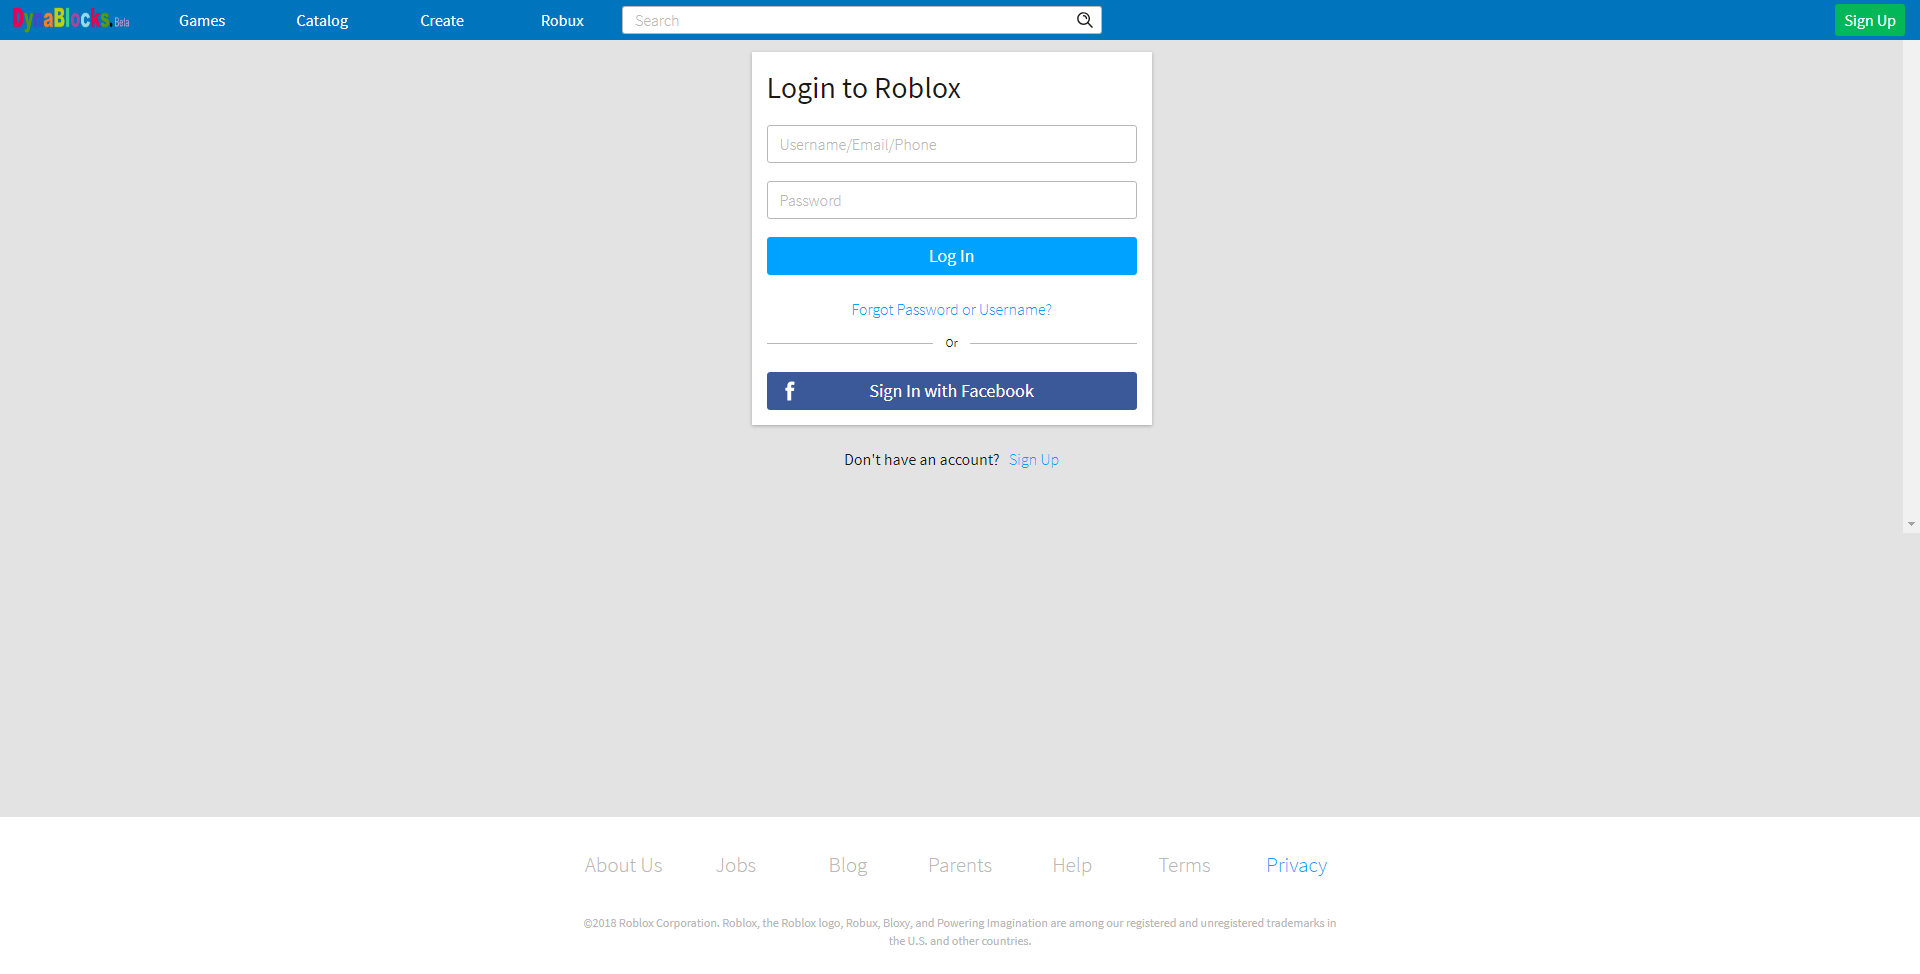 DynaBlocks. Beta
Games
Catalog
Create
Robux
Search
Sign Up
Login to Roblox
Username/Email/Phone
Password
Log In
Forgot Password or Username?
Or
f
Sign In with Facebook
Don't have an account? Sign Up
About Us
Jobs
Blog
Parents
Help
Terms
Privacy
©2018 Roblox Corporation. Roblox, the Roblox logo, Robux, Bloxy, and Powering Imagination are among our registered and unregistered trademarks in
the U.S. and other countries.